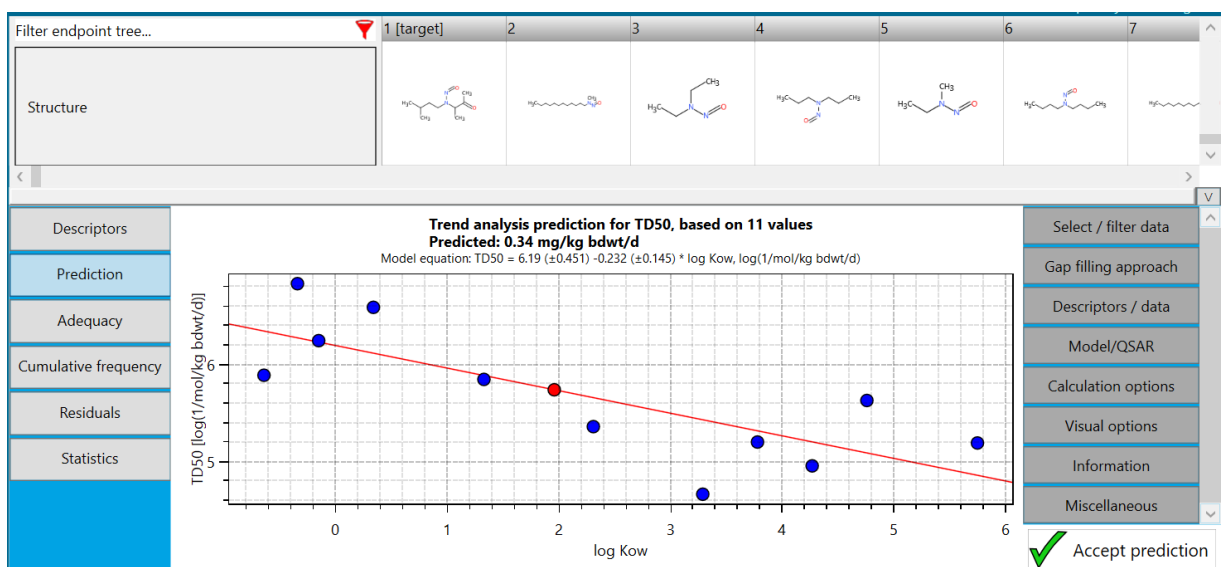 Filter endpoint tree...
1 [target]
2
3
4
5
6
7
Structure
V
Descriptors
Prediction
Adequacy
Cumulative frequency
Residuals
Statistics
Trend analysis prediction for TD50, based on 11 values
Predicted: 0.34 mg/kg bdwt/d
Model equation: TD50 = 6.19 (±0.451) -0.232 (±0.145) * log Kow, log(1/mol/kg bdwt/d)
TD50 [log(1/mol/kg bdwt/d)]
6
5
0
1
2
3
4
5
6
log Kow
Select / filter data
Gap filling approach
Descriptors / data
Model/QSAR
Calculation options
Visual options
Information
Miscellaneous
Accept prediction